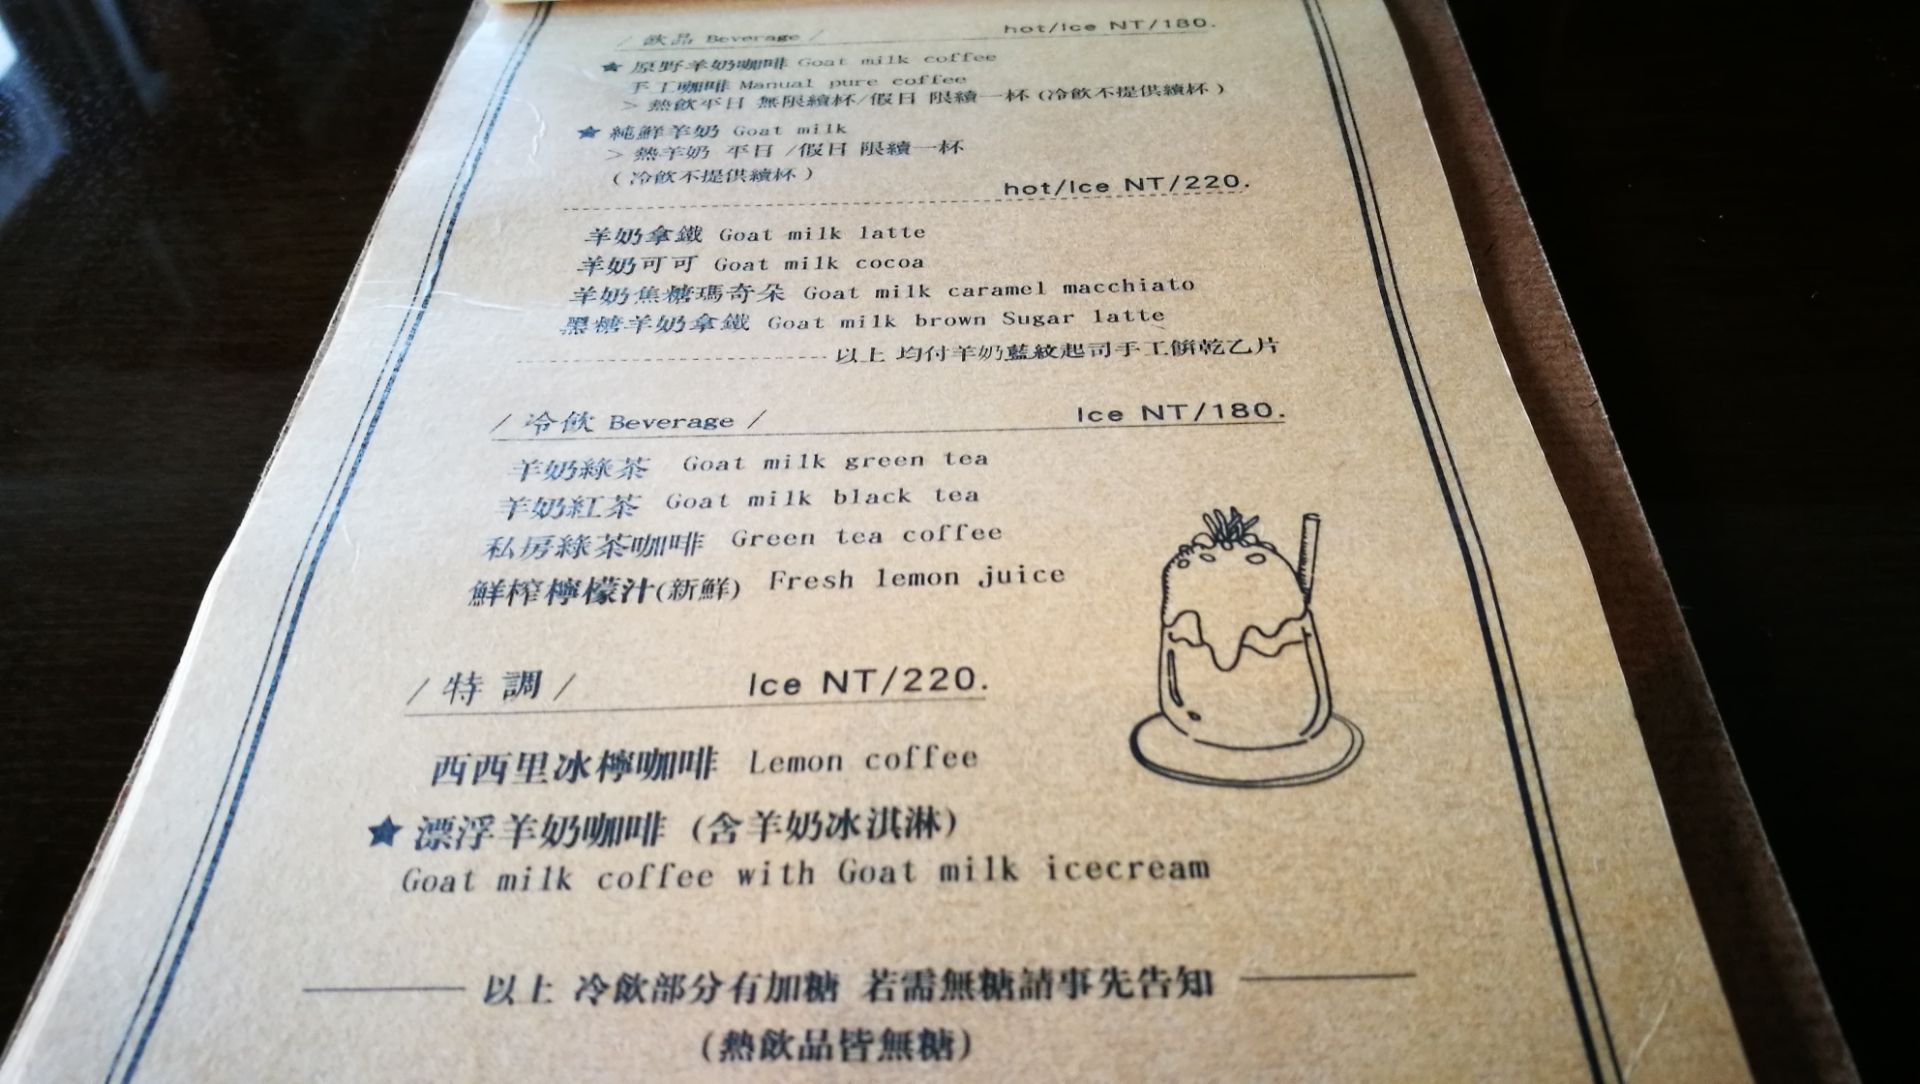 / 飲品 Beverage / hot/Ice NT/180.
★ 原野羊奶咖啡 Goat milk coffee
手工咖啡 Manual pure coffee
> 熱飲平日 無限續杯/假日 限續一杯 (冷飲不提供續杯)
★ 純鮮羊奶 Goat milk
> 熱羊奶 平日 /假日 限續一杯
(冷飲不提供續杯)
hot/Ice NT/220.
羊奶拿鐵 Goat milk latte
羊奶可可 Goat milk cocoa
羊奶焦糖瑪奇朵 Goat milk caramel macchiato
黑糖羊奶拿鐵 Goat milk brown Sugar latte
以上 均付羊奶藍紋起司手工餅乾乙片
/ 冷飲 Beverage / Ice NT/180.
羊奶綠茶 Goat milk green tea
羊奶紅茶 Goat milk black tea
私房綠茶咖啡 Green tea coffee
鮮榨檸檬汁(新鮮) Fresh lemon juice
/ 特 調 / Ice NT/220.
西西里冰檸咖啡 Lemon coffee
★ 漂浮羊奶咖啡 (含羊奶冰淇淋)
Goat milk coffee with Goat milk icecream
以上 冷飲部分有加糖 若需無糖請事先告知
(熱飲品皆無糖)